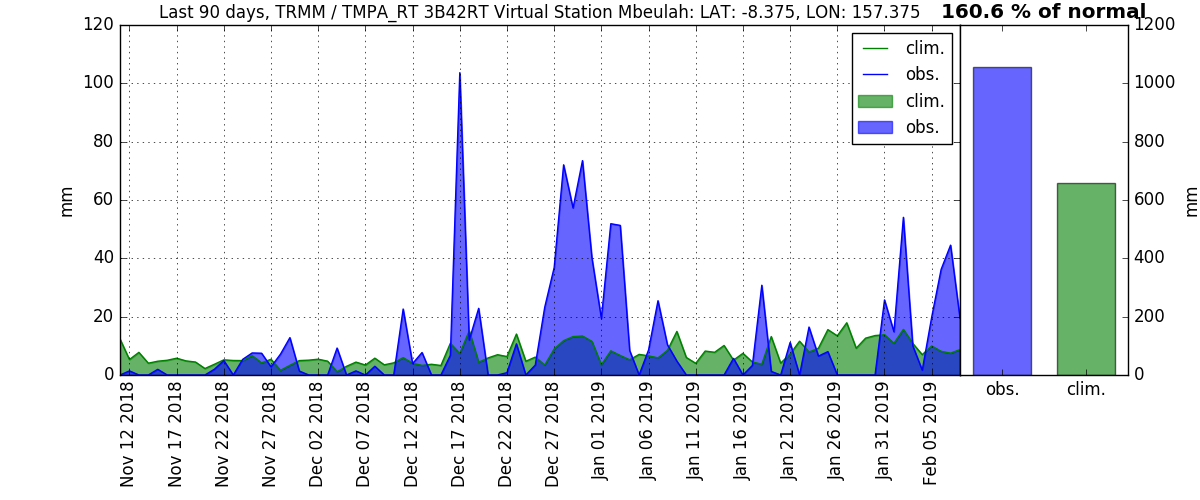 Last 90 days, TRMM / TMPA_RT 3B42RT Virtual Station Mbeulah: LAT: -8.375, LON: 157.375
160.6 % of normal
120
100
80
60
40
20
0
mm
clim.
obs.
clim.
obs.
1200
1000
800
600
400
200
0
mm
Nov 12 2018
Nov 17 2018
Nov 22 2018
Nov 27 2018
Dec 02 2018
Dec 07 2018
Dec 12 2018
Dec 17 2018
Dec 22 2018
Dec 27 2018
Jan 01 2019
Jan 06 2019
Jan 11 2019
Jan 16 2019
Jan 21 2019
Jan 26 2019
Jan 31 2019
Feb 05 2019
obs.
clim.